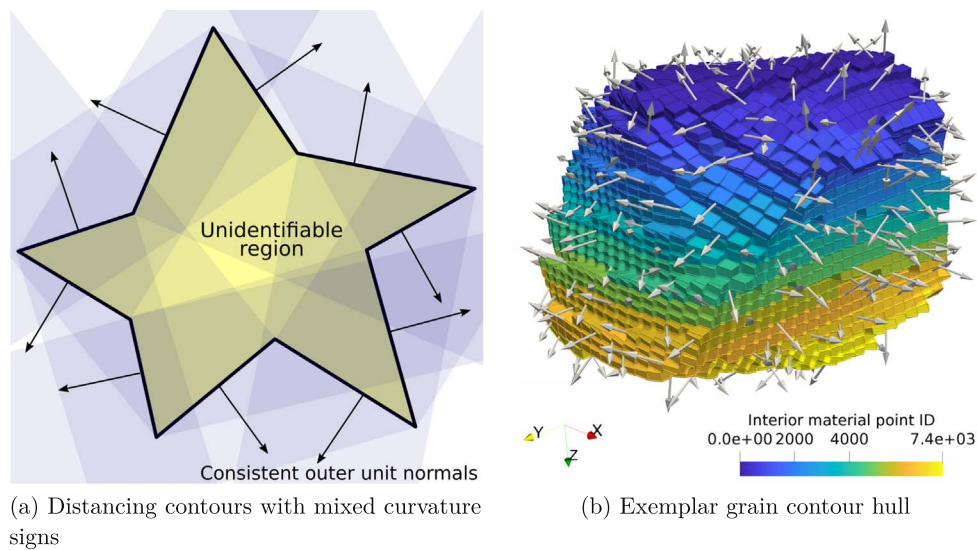 Unidentifiable
region
Consistent outer unit normals
(a) Distancing contours with mixed curvature
signs
Y
X
Z
Interior material point ID
0.0e+00 2000 4000 7.4e+03
(b) Exemplar grain contour hull